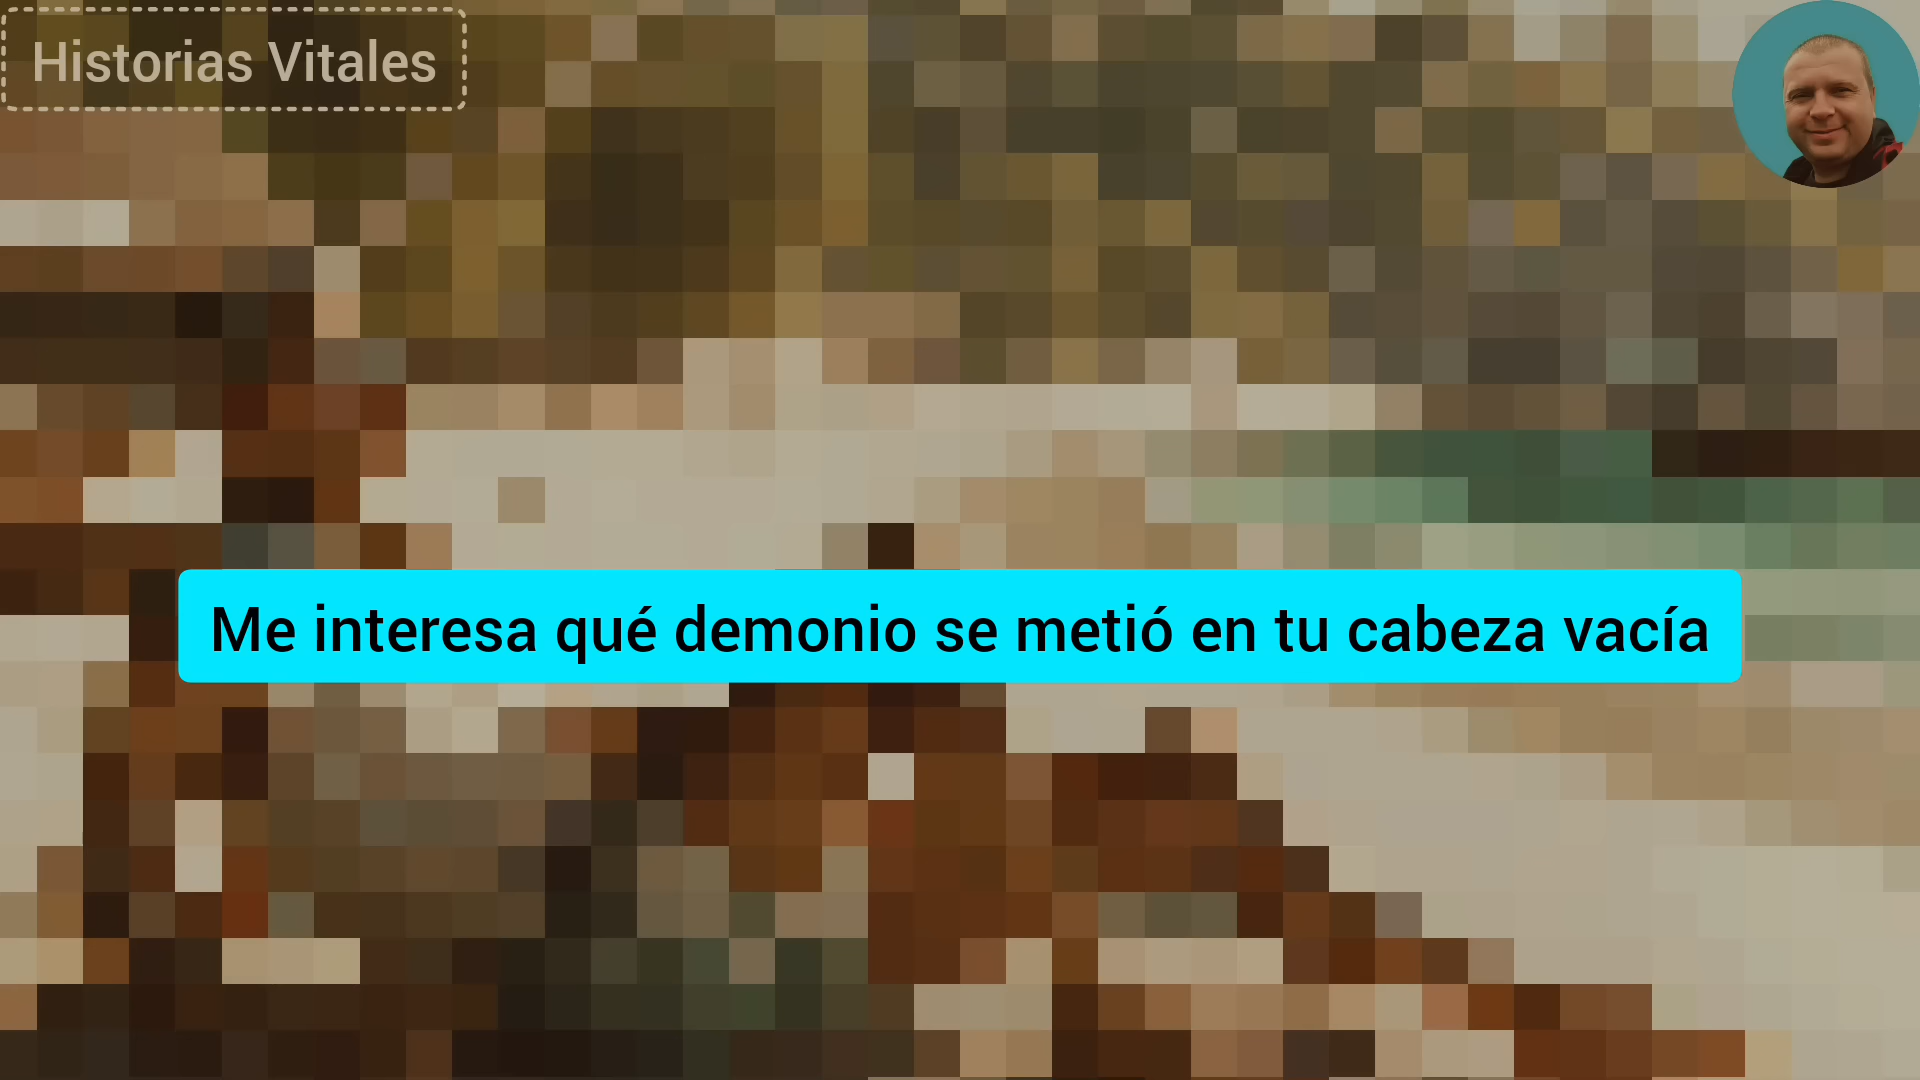 Historias Vitales
Me interesa qué demonio se metió en tu cabeza vacía